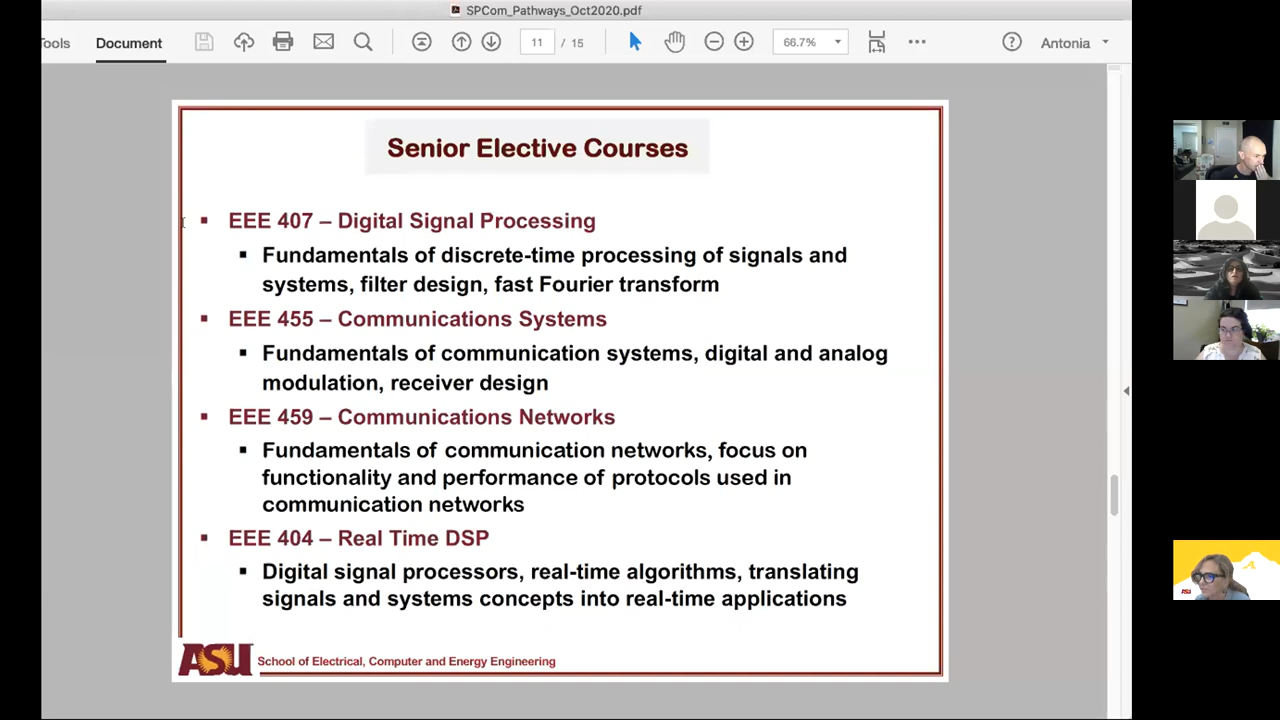 SPCom_Pathways_Oct2020.pdf
Tools Document 11 / 15 66.7% Antonia
Senior Elective Courses
▪ EEE 407 – Digital Signal Processing
▪ Fundamentals of discrete-time processing of signals and
systems, filter design, fast Fourier transform
▪ EEE 455 – Communications Systems
▪ Fundamentals of communication systems, digital and analog
modulation, receiver design
▪ EEE 459 – Communications Networks
▪ Fundamentals of communication networks, focus on
functionality and performance of protocols used in
communication networks
▪ EEE 404 – Real Time DSP
▪ Digital signal processors, real-time algorithms, translating
signals and systems concepts into real-time applications
ASU School of Electrical, Computer and Energy Engineering
ASU